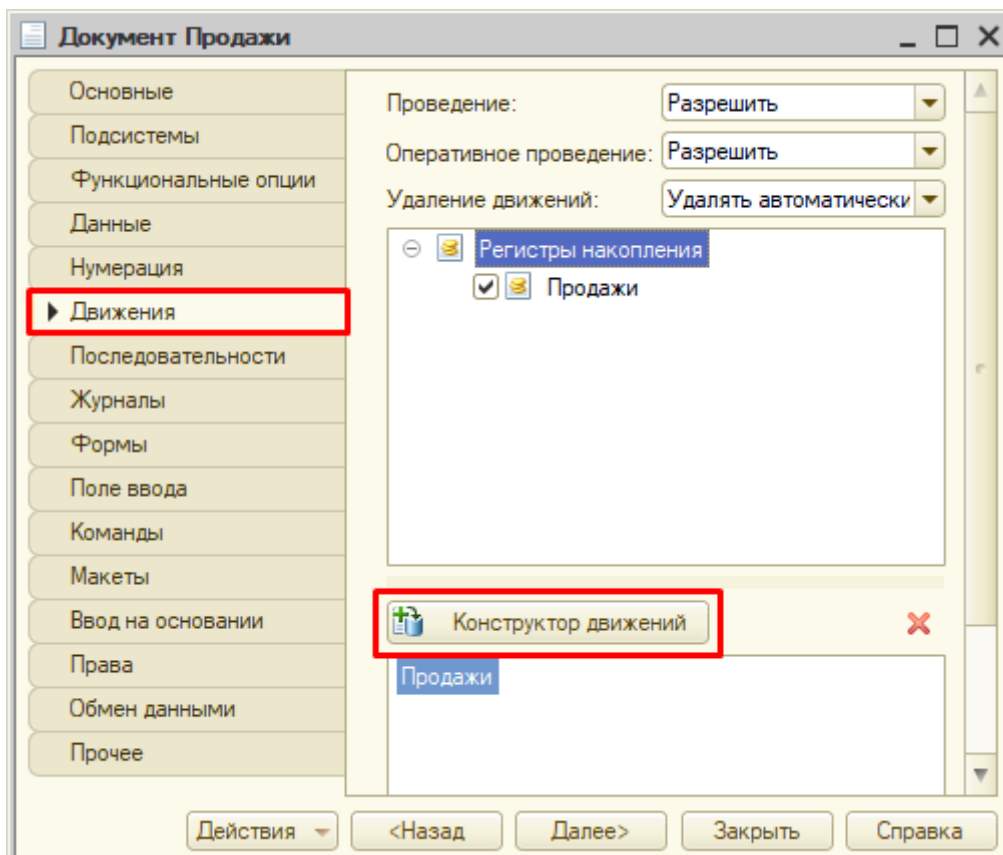 Документ Продажи
Основные
Подсистемы
Функциональные опции
Данные
Нумерация
Движения
Последовательности
Журналы
Формы
Поле ввода
Команды
Макеты
Ввод на основании
Права
Обмен данными
Прочее
Проведение: Разрешить
Оперативное проведение: Разрешить
Удаление движений: Удалять автоматически
Регистры накопления
Продажи
Конструктор движений
Продажи
Действия <Назад Далее> Закрыть Справка